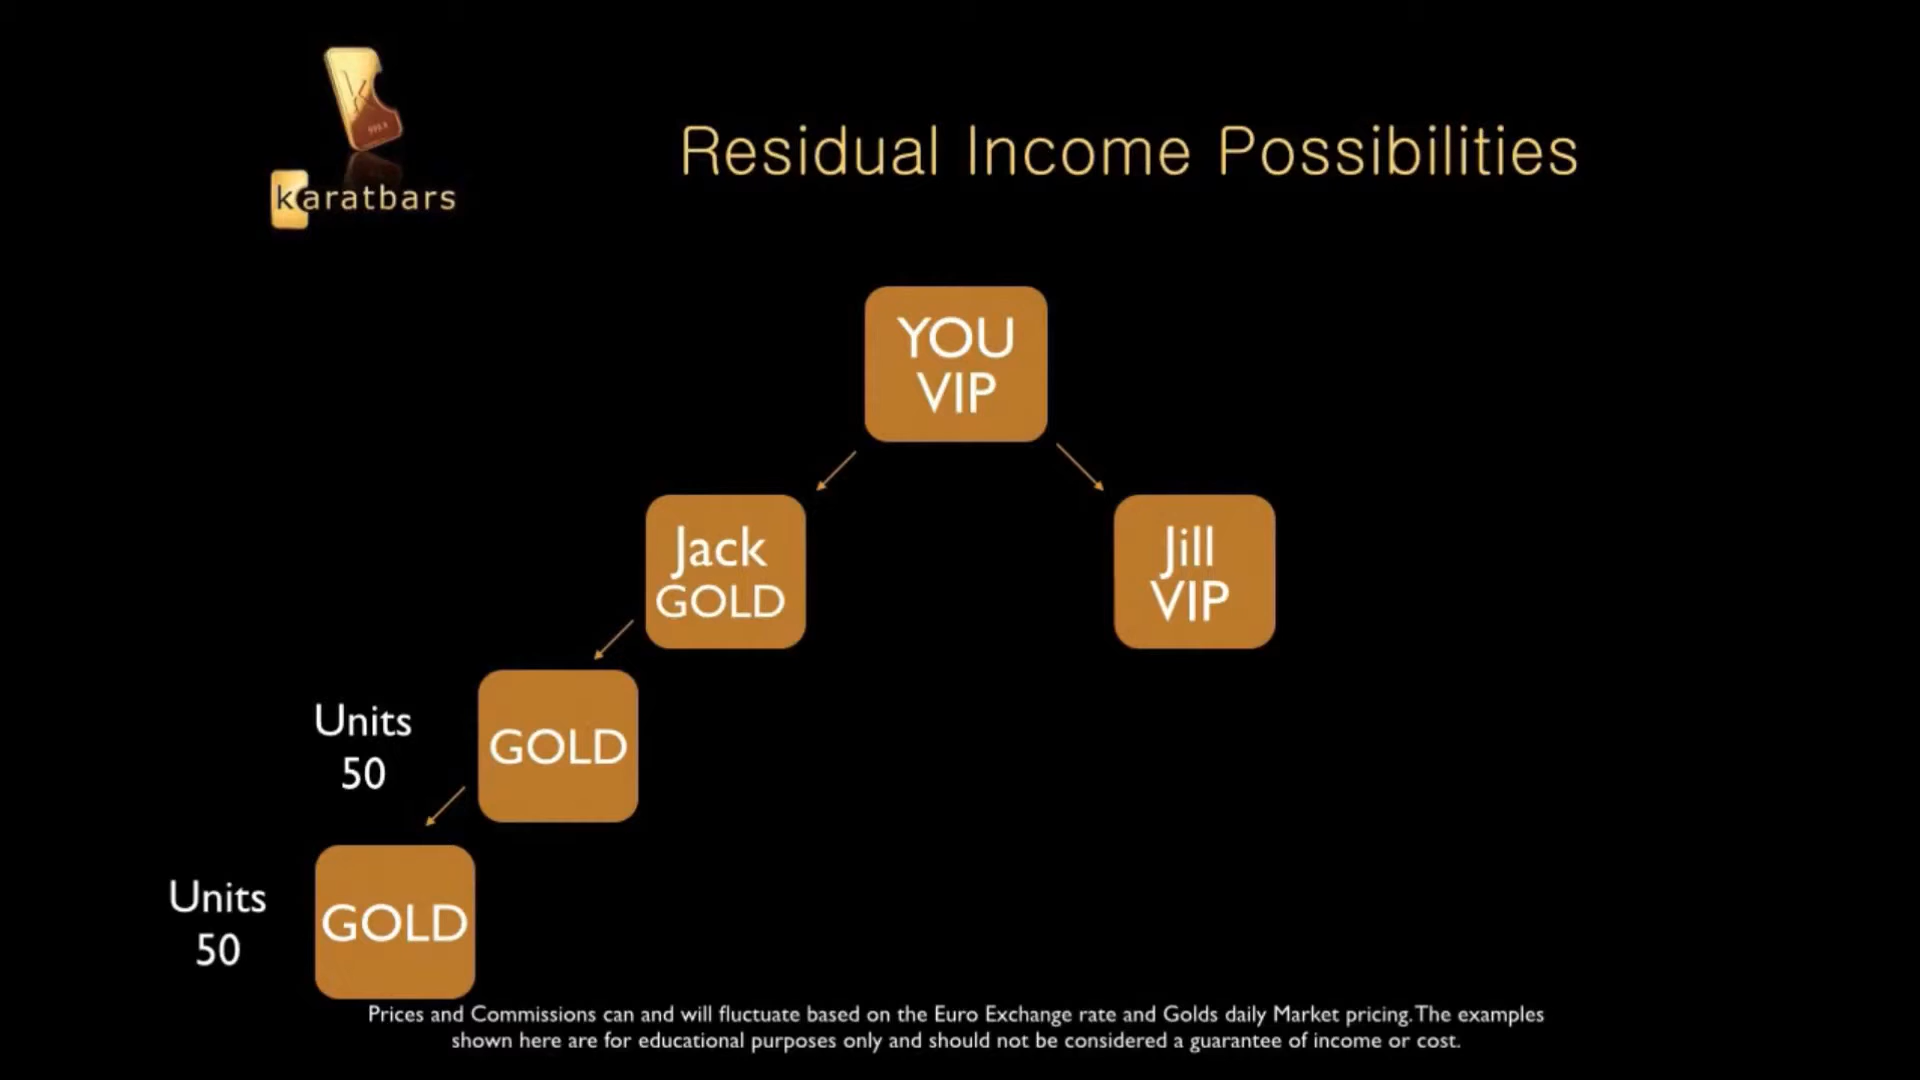 karatbars
Residual Income Possibilities
YOU
VIP
Jack
GOLD
Jill
VIP
Units
50
GOLD
Units
50
GOLD
Prices and Commissions can and will fluctuate based on the Euro Exchange rate and Golds daily Market pricing.The examples
shown here are for educational purposes only and should not be considered a guarantee of income or cost.